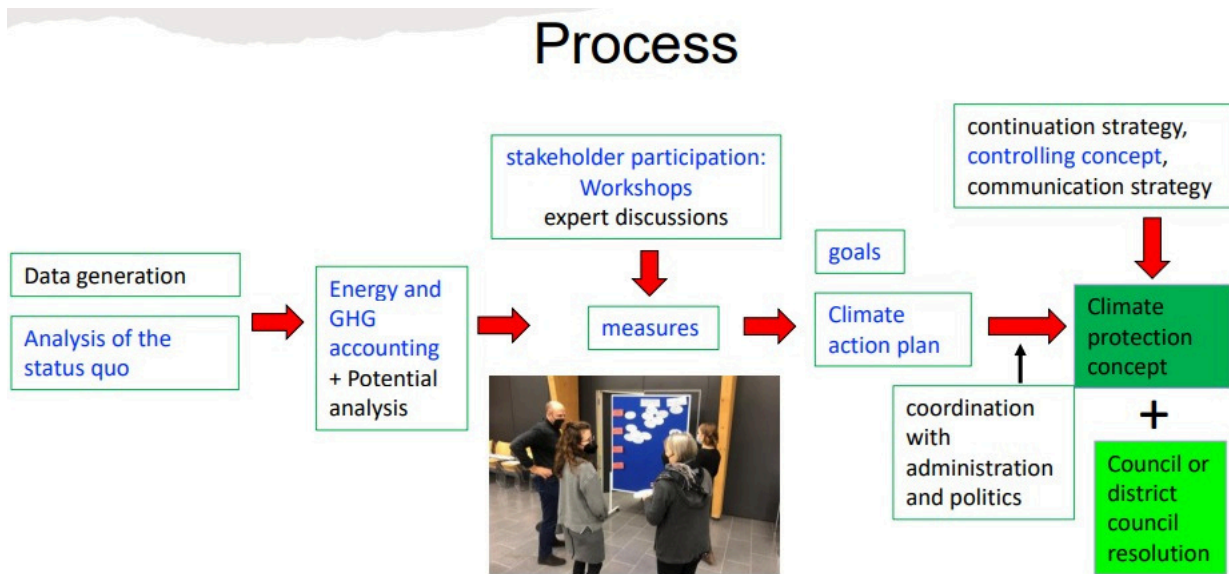 Process
Data generation
Analysis of the
status quo
Energy and
GHG
accounting
+ Potential
analysis
stakeholder participation:
Workshops
expert discussions
measures
goals
Climate
action plan
coordination
with
administration
and politics
continuation strategy,
controlling concept,
communication strategy
Climate
protection
concept
+
Council or
district
council
resolution